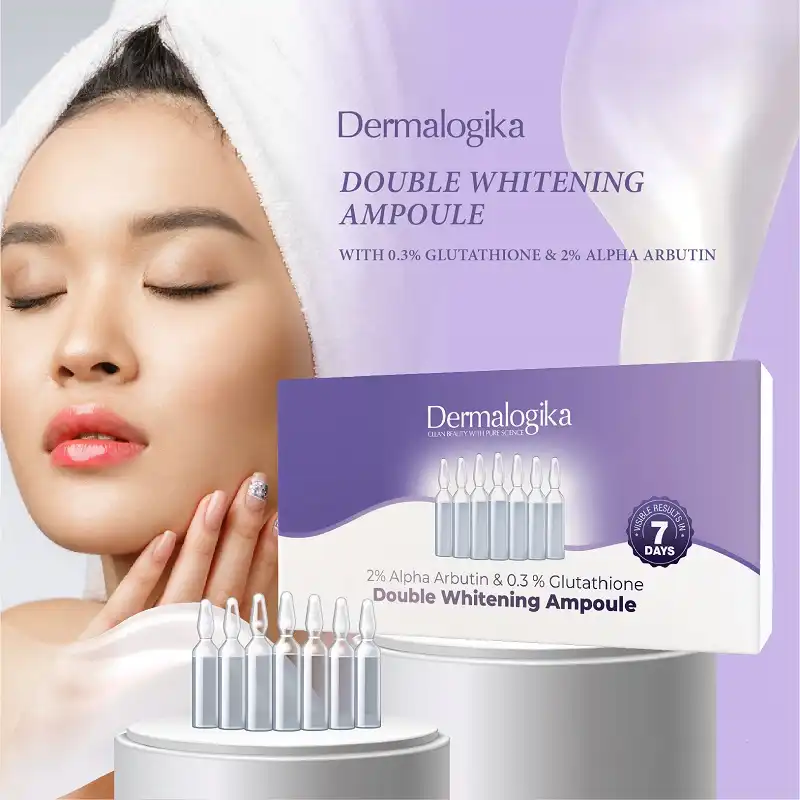 Dermalogika
DOUBLE WHITENING
AMPOULE
WITH 0.3% GLUTATHIONE & 2% ALPHA ARBUTIN
Dermalogika
CLEAN BEAUTY WITH PURE SCIENCE
VISIBLE RESULTS IN
7
DAYS
2% Alpha Arbutin & 0.3 % Glutathione
Double Whitening Ampoule